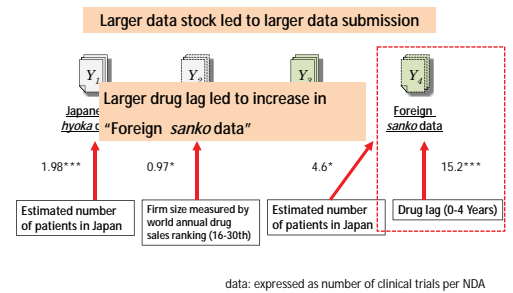 Larger data stock led to larger data submission
Y1
Y4
Larger drug lag led to increase in
"Foreign sanko data"
Foreign
sanko data
hyoka
1.98***
0.97*
4.6*
15.2***
Estimated number
of patients in Japan
Firm size measured by
world annual drug
sales ranking (16-30th)
Estimated number
of patients in Japan
Drug lag (0-4 Years)
data: expressed as number of clinical trials per NDA